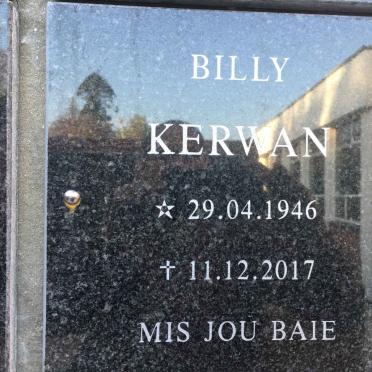 BILLY
KERWAN
☆ 29.04.1946
† 11.12.2017
MIS JOU BAIE